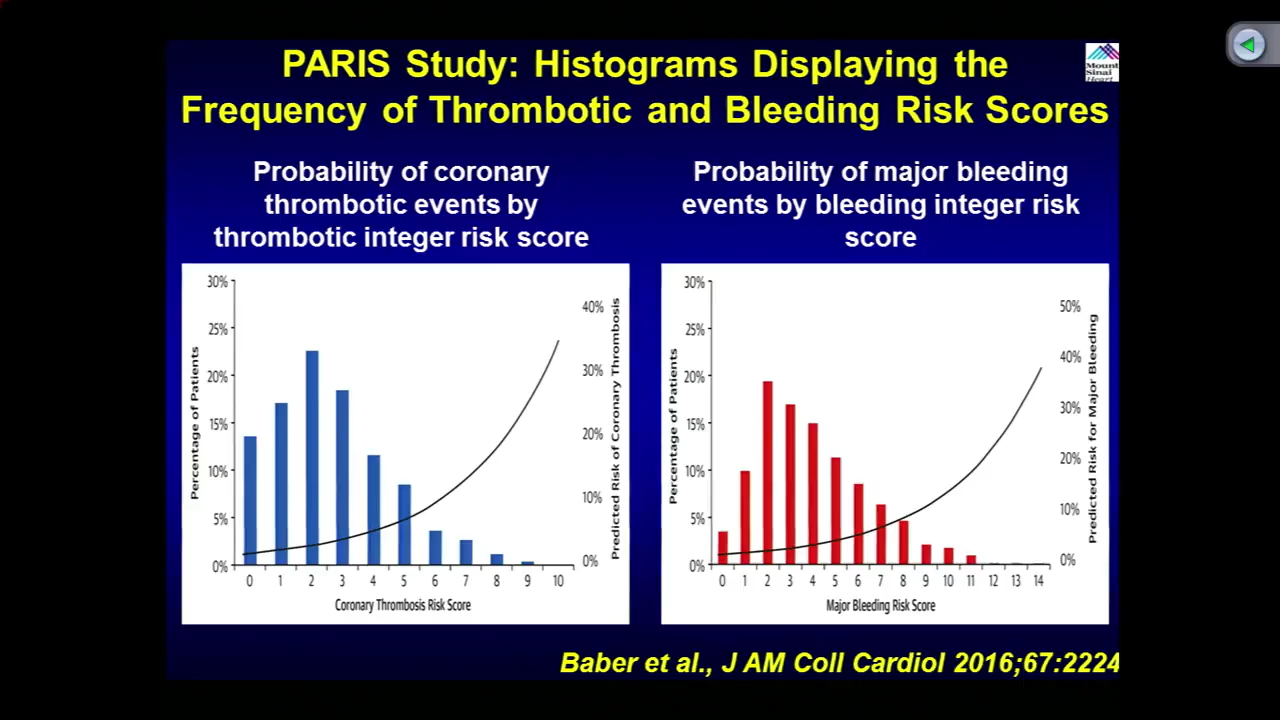 PARIS Study: Histograms Displaying the
Frequency of Thrombotic and Bleeding Risk Scores
Mount
Sinai
Heart
Probability of coronary
thrombotic events by
thrombotic integer risk score
Probability of major bleeding
events by bleeding integer risk
score
30%
25%
20%
15%
10%
5%
0%
Percentage of Patients
40%
30%
20%
10%
0%
Predicted Risk of Coronary Thrombosis
0 1 2 3 4 5 6 7 8 9 10
Coronary Thrombosis Risk Score
30%
25%
20%
15%
10%
5%
0%
Percentage of Patients
50%
40%
30%
20%
10%
0%
Predicted Risk for Major Bleeding
0 1 2 3 4 5 6 7 8 9 10 11 12 13 14
Major Bleeding Risk Score
Baber et al., J AM Coll Cardiol 2016;67:2224